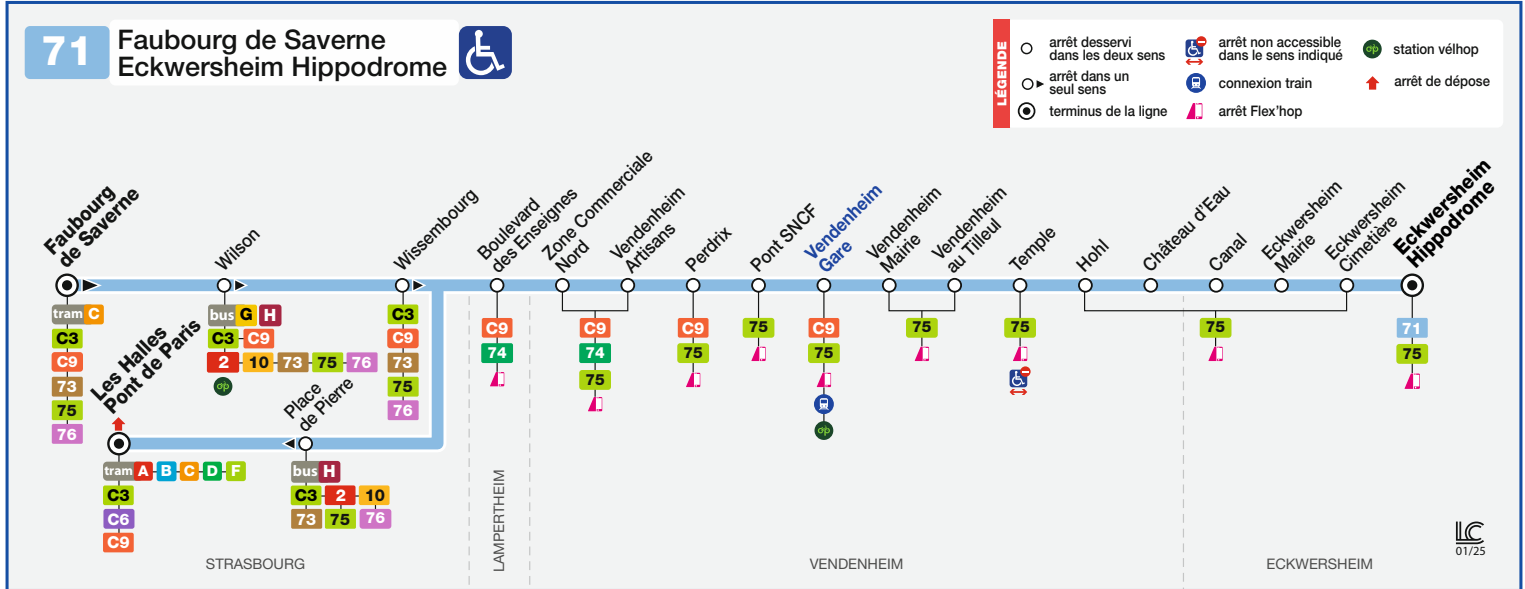 71
Faubourg de Saverne
Eckwersheim Hippodrome
LÉGENDE
arrêt desservi
dans les deux sens
arrêt dans un
seul sens
terminus de la ligne
arrêt non accessible
dans le sens indiqué
connexion train
arrêt Flex'hop
station vélhop
arrêt de dépose
Faubourg
de Saverne
Wilson
Wissembourg
Boulevard
des Enseignes
Zone Commerciale
Nord
Vendenheim
Artisans
Perdrix
Pont SNCF
Vendenheim
Gare
Vendenheim
Mairie
Vendenheim
au Tilleul
Temple
Hohl
Château d'Eau
Canal
Eckwersheim
Mairie
Eckwersheim
Cimetière
Eckwersheim
Hippodrome
tram C
C3
C9
73
75
76
bus G H
C3 C9
2 10 73 75 76
C3
C9
73
75
76
C9
74
C9
74
75
C9
75
75
C9
75
75
75
75
71
75
Les Halles
Pont de Paris
tram A B C D F
C3
C6
C9
Place
de Pierre
bus H
C3 2 10
73 75 76
STRASBOURG
LAMPERTHEIM
VENDENHEIM
ECKWERSHEIM
LC
01/25